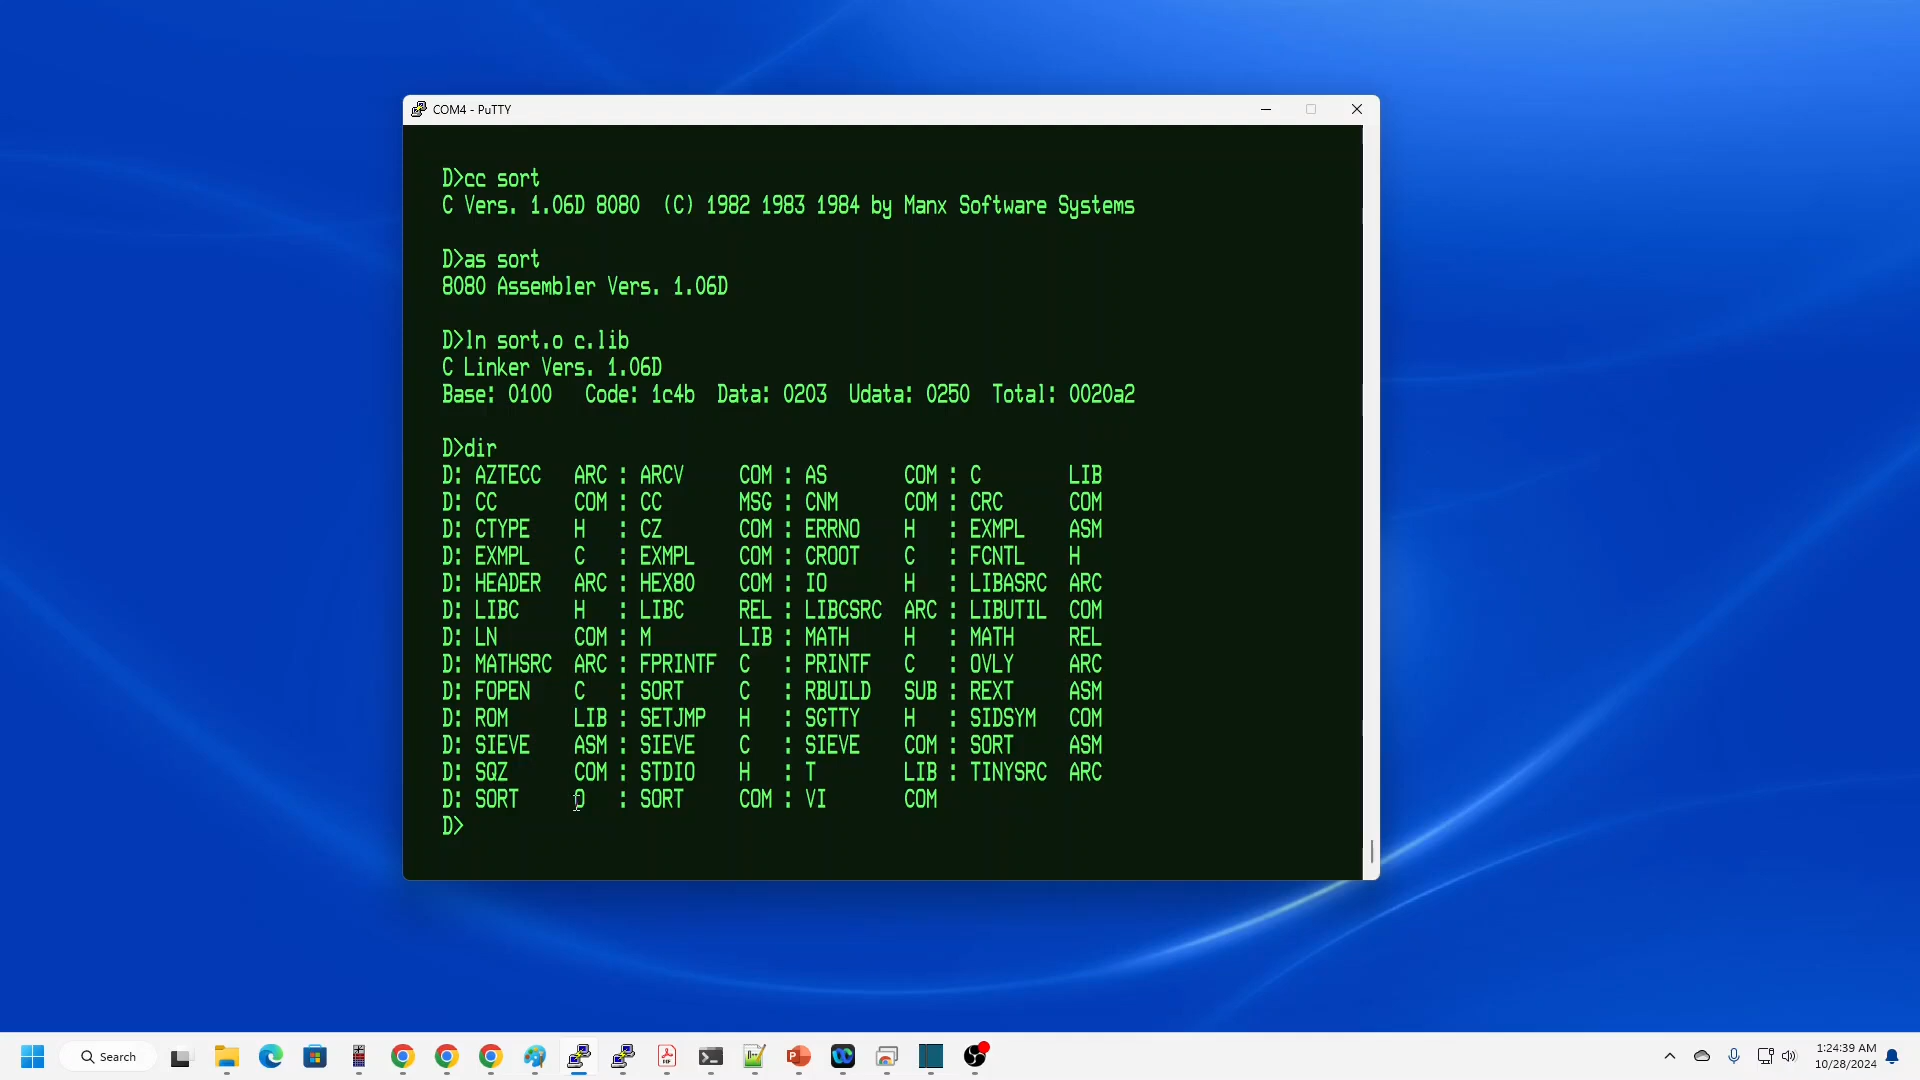 COM4 - PuTTY
D>cc sort
C Vers. 1.06D 8080  (C) 1982 1983 1984 by Manx Software Systems
D>as sort
8080 Assembler Vers. 1.06D
D>ln sort.o c.lib
C Linker Vers. 1.06D
Base: 0100   Code: 1c4b  Data: 0203  Udata: 0250  Total: 0020a2
D>dir
D: AZTECC   ARC : ARCV     COM : AS       COM : C        LIB
D: CC       COM : CC       MSG : CNM      COM : CRC      COM
D: CTYPE    H   : CZ       COM : ERRNO    H   : EXMPL    ASM
D: EXMPL    C   : EXMPL    COM : CROOT    C   : FCNTL    H
D: HEADER   ARC : HEX80    COM : IO       H   : LIBASRC  ARC
D: LIBC     H   : LIBC     REL : LIBCSRC  ARC : LIBUTIL  COM
D: LN       COM : M        LIB : MATH     H   : MATH     REL
D: MATHSRC  ARC : FPRINTF  C   : PRINTF   C   : OVLY     ARC
D: FOPEN    C   : SORT     C   : RBUILD   SUB : REXT     ASM
D: ROM      LIB : SETJMP   H   : SGTTY    H   : SIDSYM   COM
D: SIEVE    ASM : SIEVE    C   : SIEVE    COM : SORT     ASM
D: SQZ      COM : STDIO    H   : T        LIB : TINYSRC  ARC
D: SORT     O   : SORT     COM : VI       COM
D>
Search
1:24:39 AM
10/28/2024